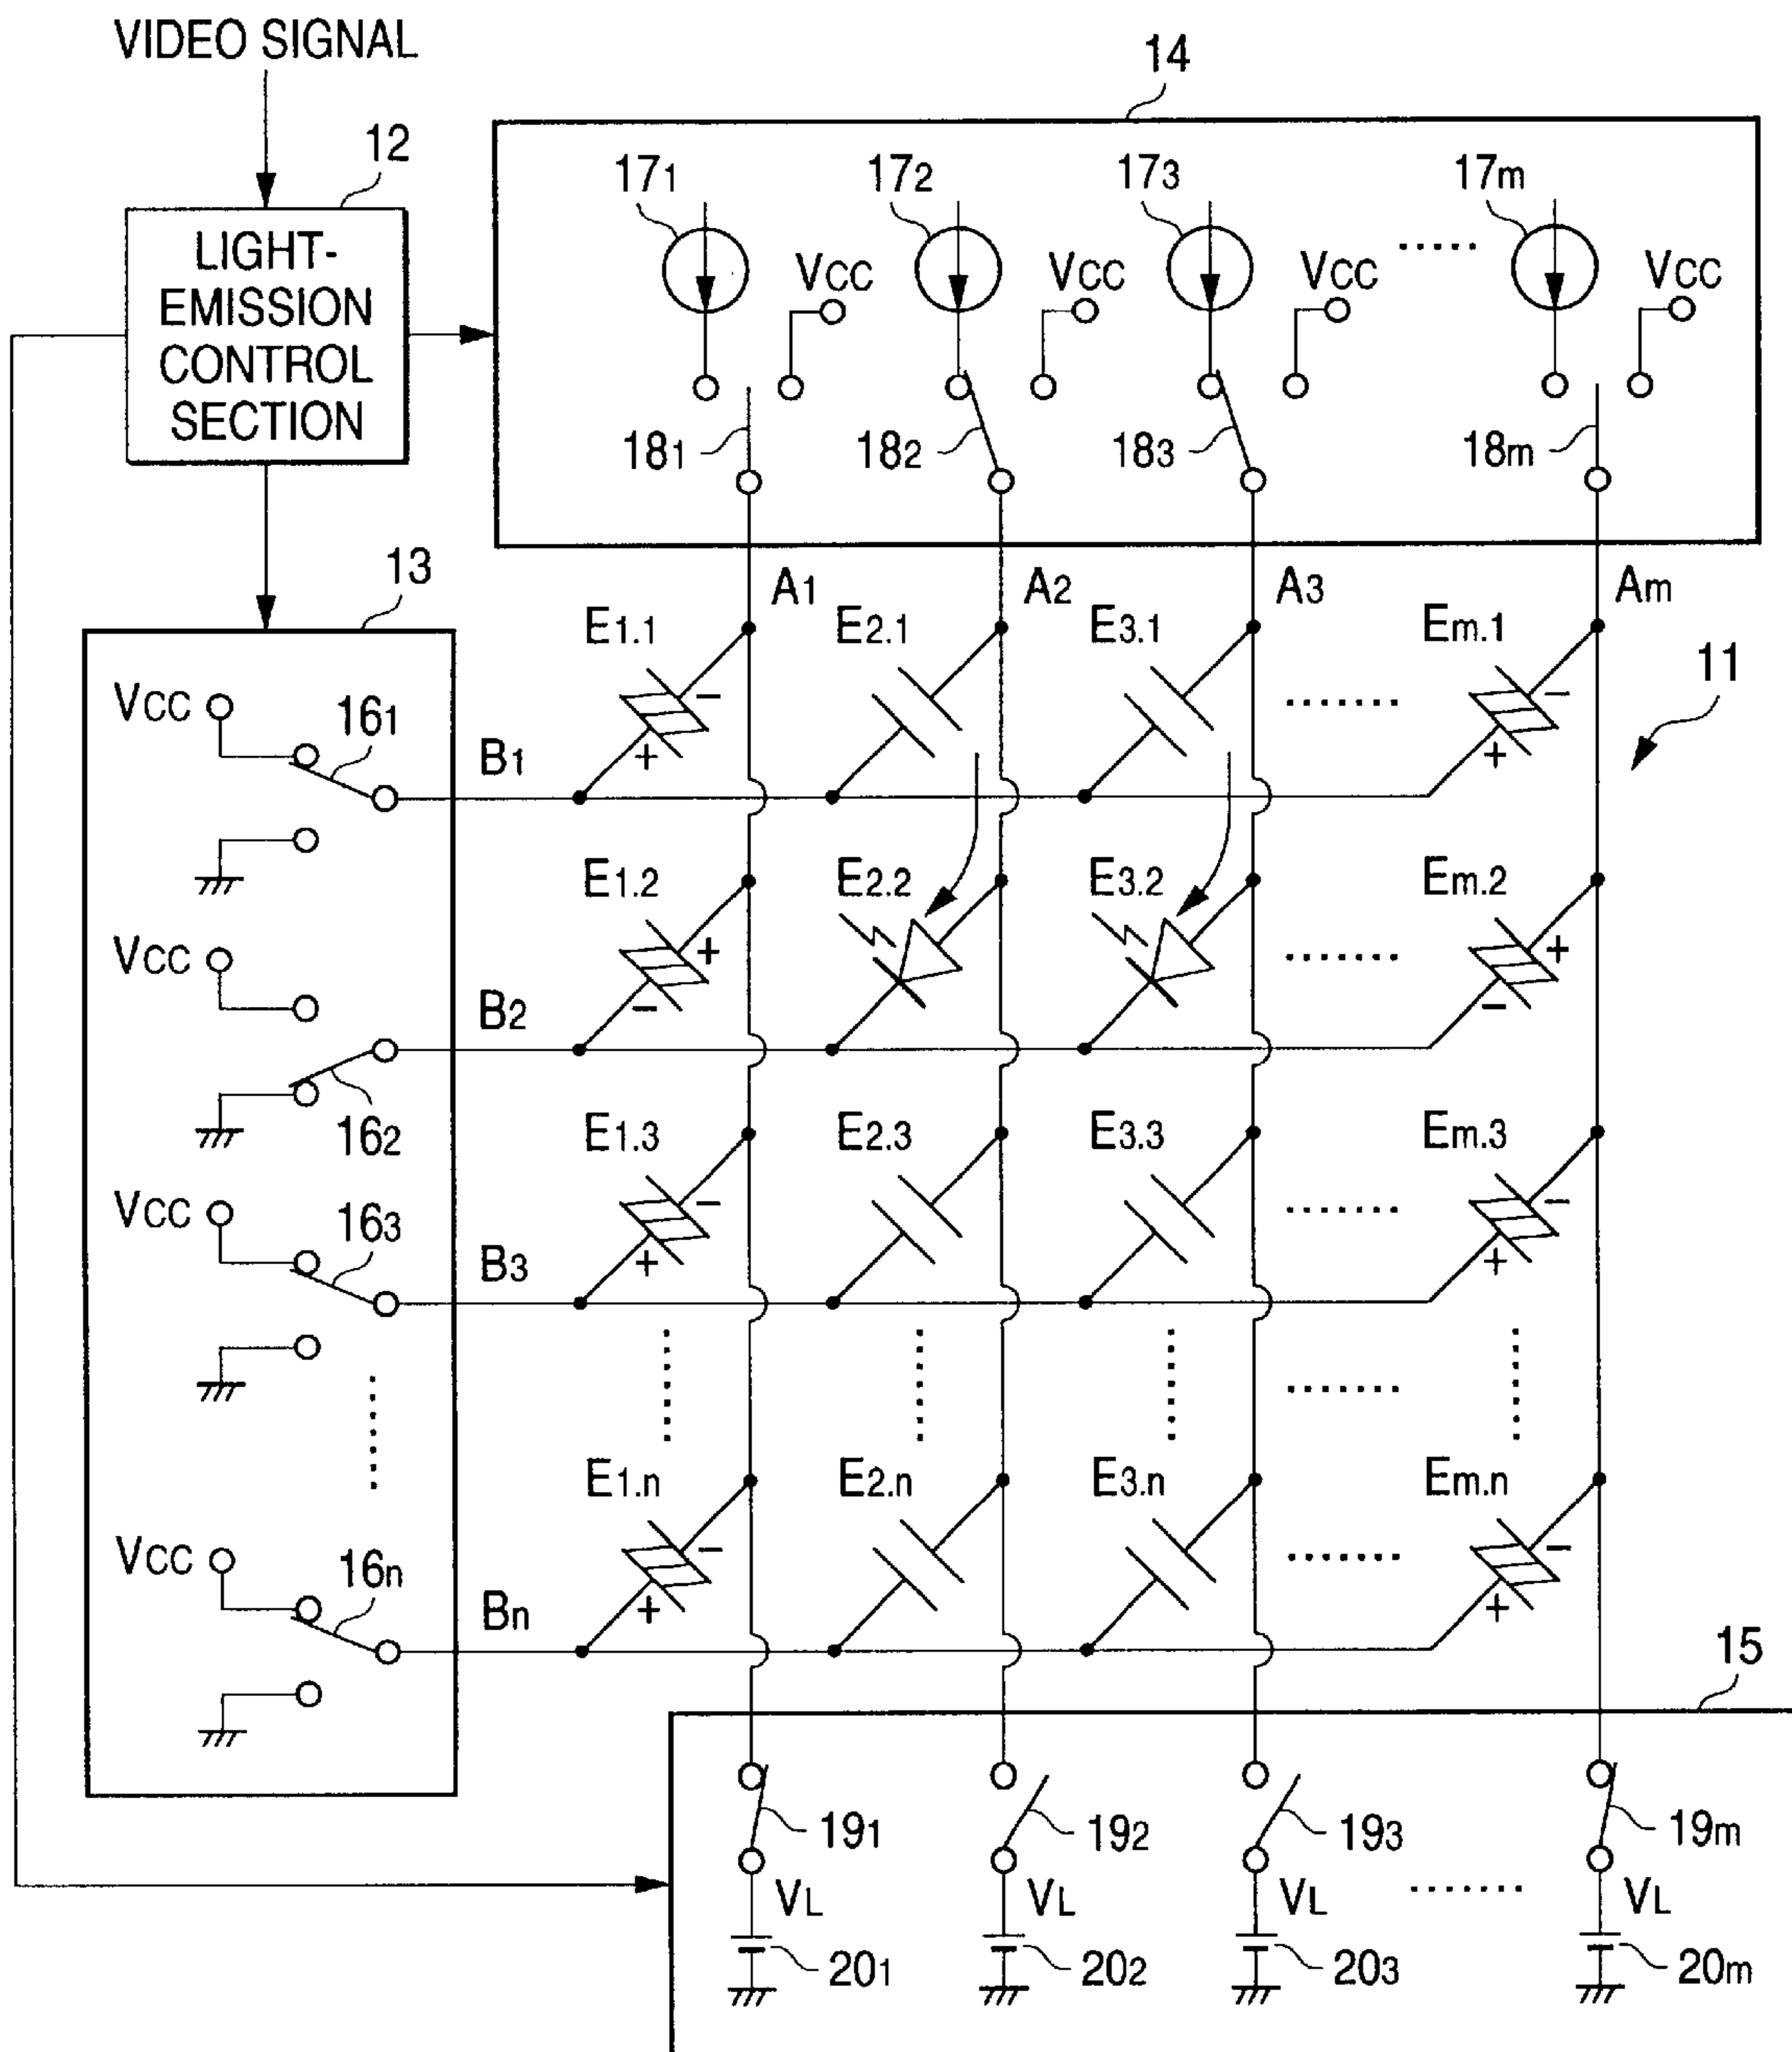 VIDEO SIGNAL
12
LIGHT-
EMISSION
CONTROL
SECTION
14
17₁ 17₂ 17₃ 17m
VCC VCC VCC ...... VCC
18₁ 18₂ 18₃ 18m
13
A₁ A₂ A₃ Am
E₁.₁ E₂.₁ E₃.₁ Em.₁
11
- ....... -
VCC 16₁
B₁ + +
E₁.₂ E₂.₂ E₃.₂ Em.₂
VCC
+ ....... +
B₂ - -
16₂
E₁.₃ E₂.₃ E₃.₃ Em.₃
VCC 16₃
- ....... -
B₃ + +
.......
E₁.n E₂.n E₃.n Em.n
VCC 16n
- ....... -
Bn + +
15
19₁ 19₂ 19₃ 19m
VL VL VL ....... VL
20₁ 20₂ 20₃ 20m